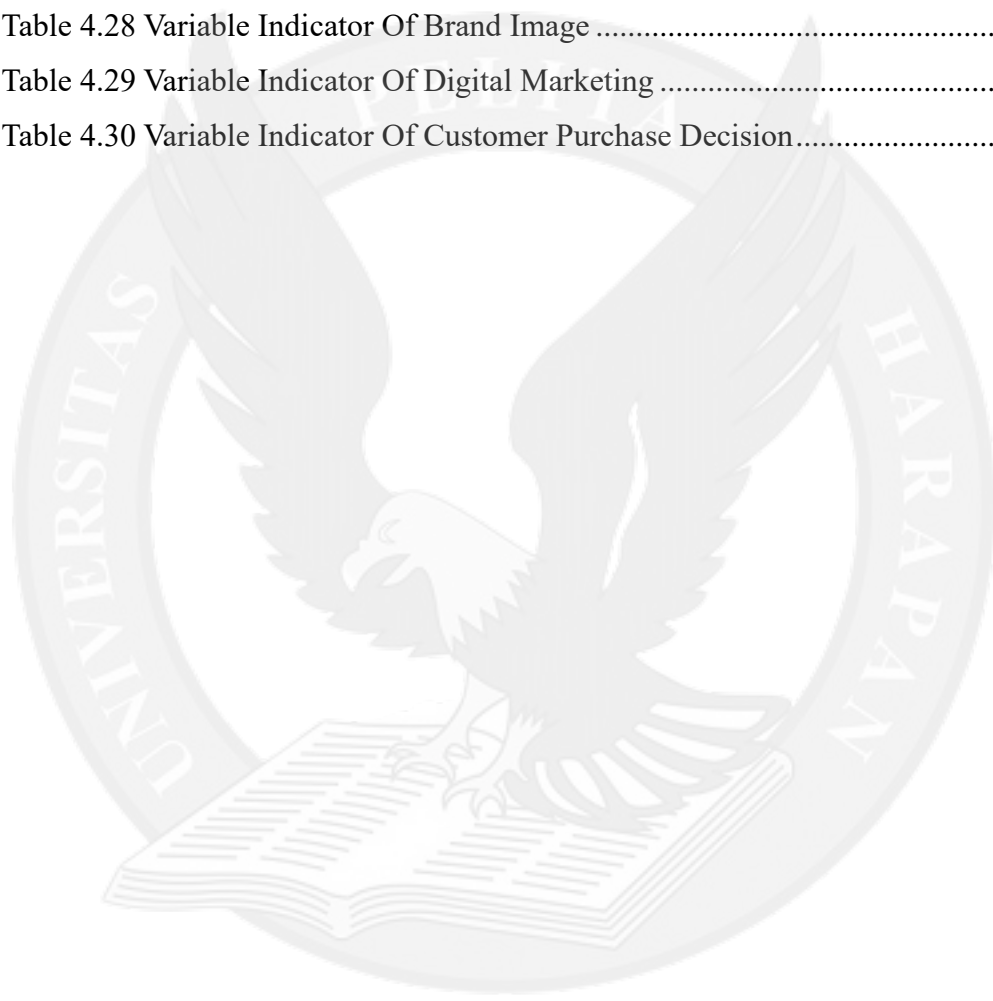 Table 4.28 Variable Indicator Of Brand Image ................................................
Table 4.29 Variable Indicator Of Digital Marketing ........................................
Table 4.30 Variable Indicator Of Customer Purchase Decision........................
UNIVERSITAS PELITA HARAPAN